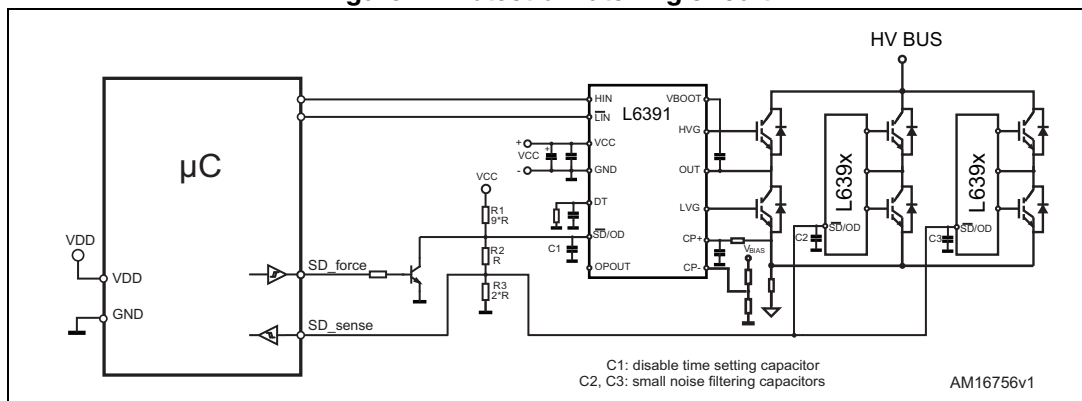 HV BUS
µC
HIN
LIN
VCC
GND
DT
SD/OD
OPOUT
L6391
VBOOT
HVG
OUT
LVG
CP+
CP-
+
VCC
+
-
VCC
R1
9*R
R2
R
R3
2*R
C1
VBIAS
L639x
SD/OD
C2
L639x
SD/OD
C3
VDD
VDD
GND
SD_force
SD_sense
C1: disable time setting capacitor
C2, C3: small noise filtering capacitors
AM16756v1